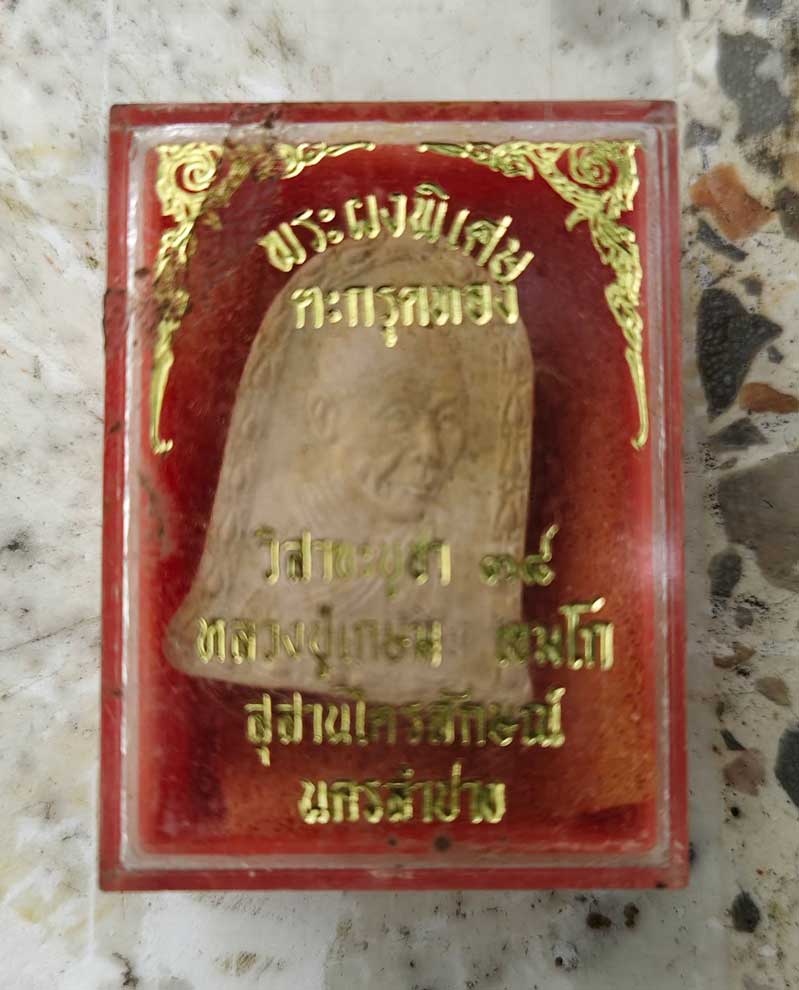 พระผงพิเศษ
ตะกรุดทอง
วิสาขะบูชา ๓๘
หลวงปู่เกษม เขมโก
สุสานไตรลักษณ์
นครลำปาง